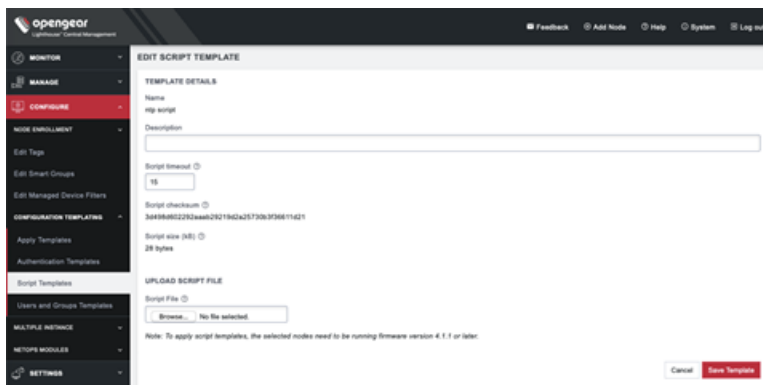 opengear
Lighthouse Central Management
Feedback
Add Node
Help
System
Log ou
MONITOR
MANAGE
CONFIGURE
NODE ENROLLMENT
Edit Tags
Edit Smart Groups
Edit Managed Device Filters
CONFIGURATION TEMPLATING
Apply Templates
Authentication Templates
Script Templates
Users and Groups Templates
MULTIPLE INSTANCE
NETOPS MODULES
SETTINGS
EDIT SCRIPT TEMPLATE
TEMPLATE DETAILS
Name
ntp script
Description
Script timeout
15
Script checksum
3d498d602292aaab29219d2a25730b3f36611d21
Script size (kB)
28 bytes
UPLOAD SCRIPT FILE
Script File
Browse... No file selected.
Note: To apply script templates, the selected nodes need to be running firmware version 4.1.1 or later.
Cancel
Save Template